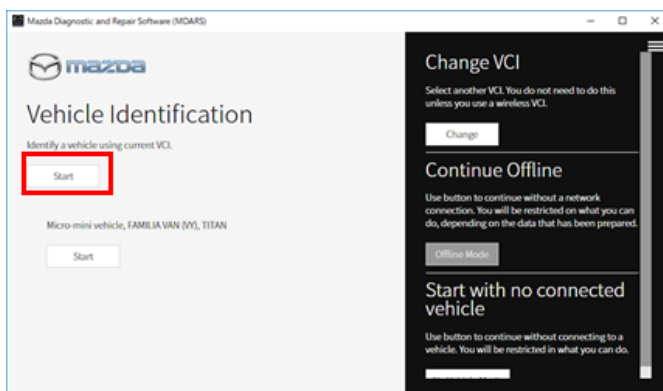 Mazda Diagnostic and Repair Software (MDARS)
mazda
Vehicle Identification
Identify a vehicle using current VCI.
Start
Micro-mini vehicle, FAMILIA VAN (VY), TITAN
Start
Change VCI
Select another VCI. You do not need to do this
unless you use a wireless VCI.
Change
Continue Offline
Use button to continue without a network
connection. You will be restricted on what you can
do, depending on the data that has been prepared.
Offline Mode
Start with no connected
vehicle
Use button to continue without connecting to a
vehicle. You will be restricted in what you can do.